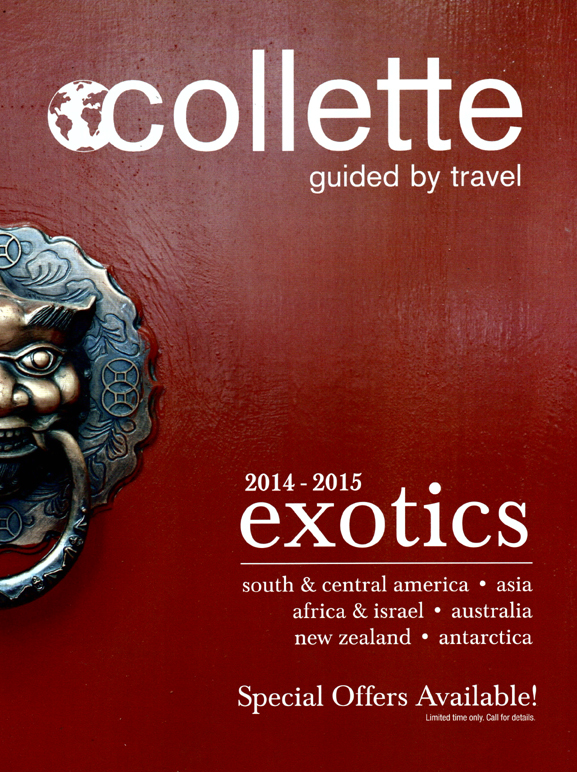 collette
guided by travel
2014 - 2015
exotics
south & central america • asia
africa & israel • australia
new zealand • antarctica
Special Offers Available!
Limited time only. Call for details.